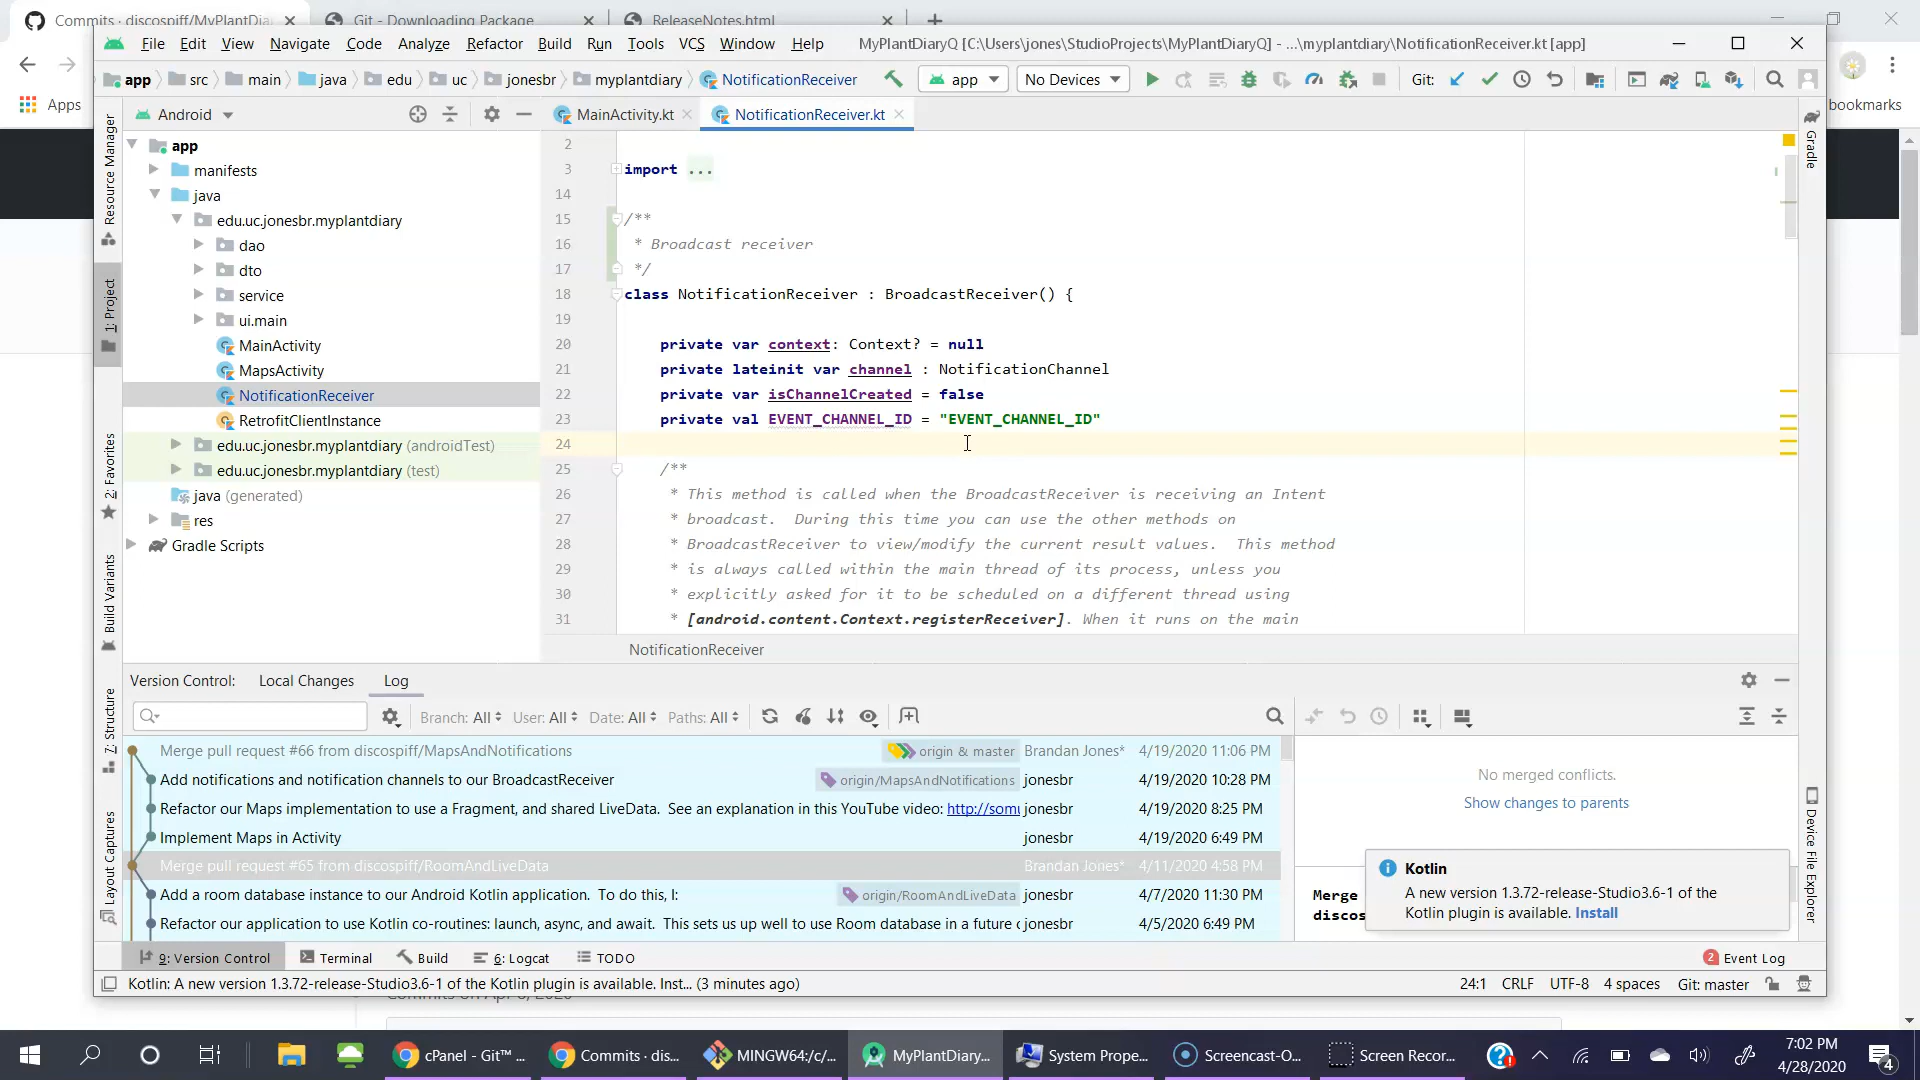 Commits · discospiff/MyPlantDia
Git - Downloading Package
ReleaseNotes.html
File Edit View Navigate Code Analyze Refactor Build Run Tools VCS Window Help MyPlantDiaryQ [C:\Users\jones\StudioProjects\MyPlantDiaryQ] - ...\myplantdiary\NotificationReceiver.kt [app]
app src main java edu uc jonesbr myplantdiary NotificationReceiver app No Devices Git:
Apps
bookmarks
Android
MainActivity.kt NotificationReceiver.kt
Resource Manager
1: Project
2: Favorites
Build Variants
7: Structure
Layout Captures
app
manifests
java
edu.uc.jonesbr.myplantdiary
dao
dto
service
ui.main
MainActivity
MapsActivity
NotificationReceiver
RetrofitClientInstance
edu.uc.jonesbr.myplantdiary (androidTest)
edu.uc.jonesbr.myplantdiary (test)
java (generated)
res
Gradle Scripts
2
3 import ...
14
15 /**
16 * Broadcast receiver
17 */
18 class NotificationReceiver : BroadcastReceiver() {
19
20 private var context: Context? = null
21 private lateinit var channel : NotificationChannel
22 private var isChannelCreated = false
23 private val EVENT_CHANNEL_ID = "EVENT_CHANNEL_ID"
24
25 /**
26 * This method is called when the BroadcastReceiver is receiving an Intent
27 * broadcast.  During this time you can use the other methods on
28 * BroadcastReceiver to view/modify the current result values.  This method
29 * is always called within the main thread of its process, unless you
30 * explicitly asked for it to be scheduled on a different thread using
31 * [android.content.Context.registerReceiver]. When it runs on the main
NotificationReceiver
Gradle
Device File Explorer
Version Control: Local Changes Log
Branch: All User: All Date: All Paths: All
Merge pull request #66 from discospiff/MapsAndNotifications origin & master Brandan Jones* 4/19/2020 11:06 PM
Add notifications and notification channels to our BroadcastReceiver origin/MapsAndNotifications jonesbr 4/19/2020 10:28 PM
Refactor our Maps implementation to use a Fragment, and shared LiveData.  See an explanation in this YouTube video: http://somu jonesbr 4/19/2020 8:25 PM
Implement Maps in Activity jonesbr 4/19/2020 6:49 PM
Merge pull request #65 from discospiff/RoomAndLiveData Brandan Jones* 4/11/2020 4:58 PM
Add a room database instance to our Android Kotlin application.  To do this, I: origin/RoomAndLiveData jonesbr 4/7/2020 11:30 PM
Refactor our application to use Kotlin co-routines: launch, async, and await.  This sets us up well to use Room database in a future c jonesbr 4/5/2020 6:49 PM
No merged conflicts.
Show changes to parents
Merge
discos
Kotlin
A new version 1.3.72-release-Studio3.6-1 of the
Kotlin plugin is available. Install
9: Version Control Terminal Build 6: Logcat TODO 2 Event Log
Kotlin: A new version 1.3.72-release-Studio3.6-1 of the Kotlin plugin is available. Inst... (3 minutes ago) 24:1 CRLF UTF-8 4 spaces Git: master
cPanel - Git™ ...
Commits · dis...
MINGW64:/c/...
MyPlantDiary...
System Prope...
Screencast-O...
Screen Recor...
7:02 PM
4/28/2020
4